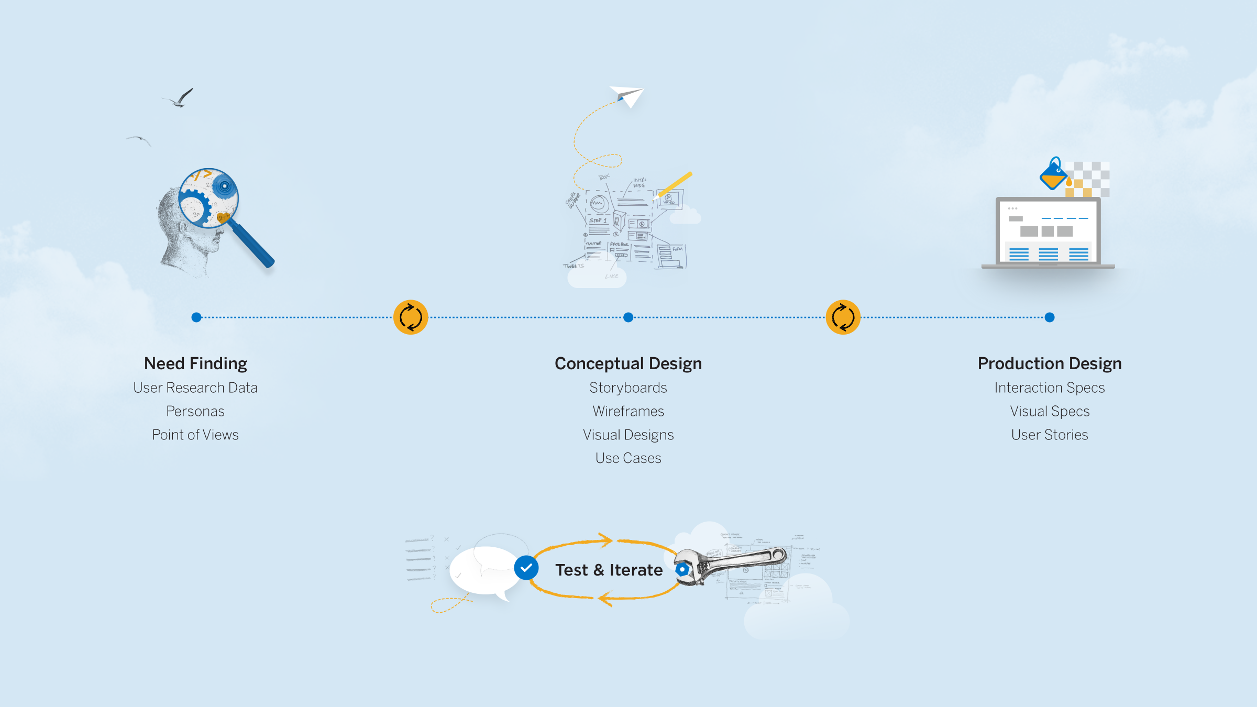 Need Finding
User Research Data
Personas
Point of Views
Conceptual Design
Storyboards
Wireframes
Visual Designs
Use Cases
Production Design
Interaction Specs
Visual Specs
User Stories
Test & Iterate